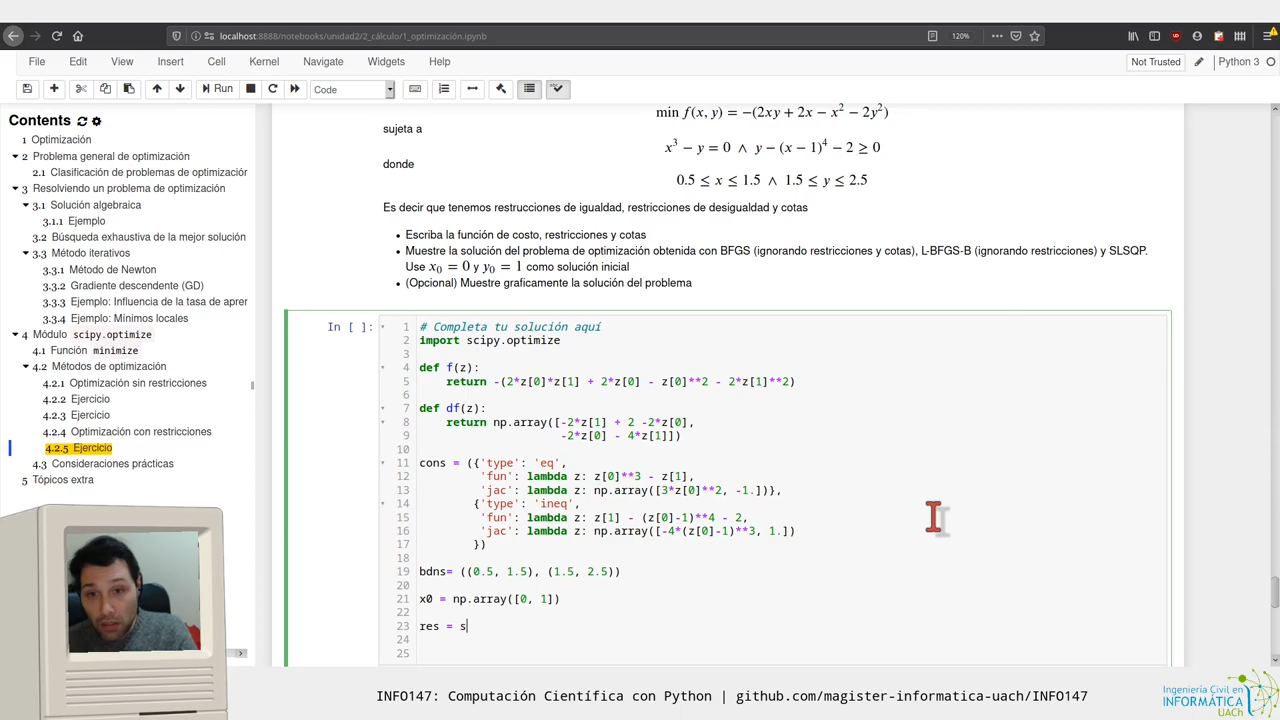 localhost:8888/notebooks/unidad2/2_cálculo/1_optimización.ipynb
120%
File Edit View Insert Cell Kernel Navigate Widgets Help
Not Trusted
Python 3
Run
Code
Contents
1 Optimización
2 Problema general de optimización
2.1 Clasificación de problemas de optimizaciór
3 Resolviendo un problema de optimización
3.1 Solución algebraica
3.1.1 Ejemplo
3.2 Búsqueda exhaustiva de la mejor solución
3.3 Método iterativos
3.3.1 Método de Newton
3.3.2 Gradiente descendente (GD)
3.3.3 Ejemplo: Influencia de la tasa de aprer
3.3.4 Ejemplo: Mínimos locales
4 Módulo scipy.optimize
4.1 Función minimize
4.2 Métodos de optimización
4.2.1 Optimización sin restricciones
4.2.2 Ejercicio
4.2.3 Ejercicio
4.2.4 Optimización con restricciones
4.2.5 Ejercicio
4.3 Consideraciones prácticas
5 Tópicos extra
min f(x, y) = −(2xy + 2x − x² − 2y²)
sujeta a
x³ − y = 0 ∧ y − (x − 1)⁴ − 2 ≥ 0
donde
0.5 ≤ x ≤ 1.5 ∧ 1.5 ≤ y ≤ 2.5
Es decir que tenemos restrucciones de igualdad, restricciones de desigualdad y cotas
• Escriba la función de costo, restricciones y cotas
• Muestre la solución del problema de optimización obtenida con BFGS (ignorando restricciones y cotas), L-BFGS-B (ignorando restricciones) y SLSQP.
Use x₀ = 0 y y₀ = 1 como solución inicial
• (Opcional) Muestre graficamente la solución del problema
In [ ]:
1 # Completa tu solución aquí
2 import scipy.optimize
3
4 def f(z):
5 return -(2*z[0]*z[1] + 2*z[0] - z[0]**2 - 2*z[1]**2)
6
7 def df(z):
8 return np.array([-2*z[1] + 2 -2*z[0],
9 -2*z[0] - 4*z[1]])
10
11 cons = ({'type': 'eq',
12 'fun': lambda z: z[0]**3 - z[1],
13 'jac': lambda z: np.array([3*z[0]**2, -1.])},
14 {'type': 'ineq',
15 'fun': lambda z: z[1] - (z[0]-1)**4 - 2,
16 'jac': lambda z: np.array([-4*(z[0]-1)**3, 1.])
17 })
18
19 bdns= ((0.5, 1.5), (1.5, 2.5))
20
21 x0 = np.array([0, 1])
22
23 res = s
24
25
INFO147: Computación Científica con Python | github.com/magister-informatica-uach/INFO147
Ingeniería Civil en
INFORMÁTICA
UACh